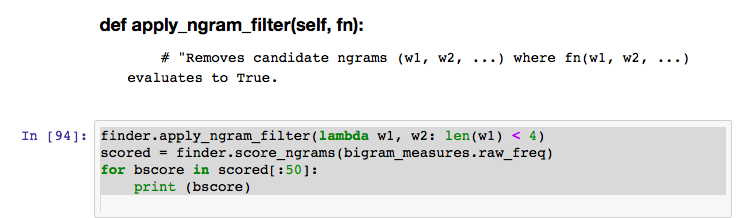 def apply_ngram_filter(self, fn):
# "Removes candidate ngrams (w1, w2, ...) where fn(w1, w2, ...)
evaluates to True.
In [94]: finder.apply_ngram_filter(lambda w1, w2: len(w1) < 4)
scored = finder.score_ngrams(bigram_measures.raw_freq)
for bscore in scored[:50]:
    print (bscore)